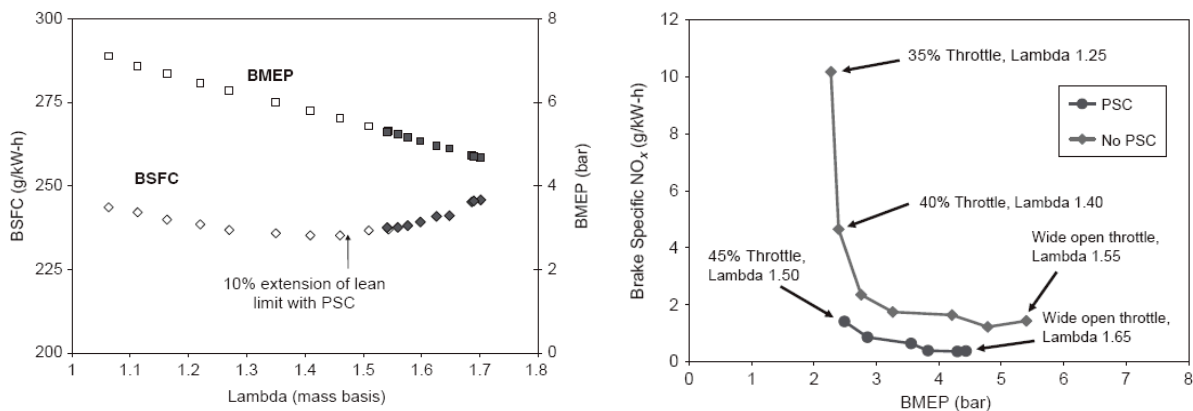 300
290
275
250
225
200
BSFC (g/kW-h)
BMEP
BSFC
10% extension of lean
limit with PSC
8
6
4
2
0
BMEP (bar)
1
1.1
1.2
1.3
1.4
1.5
1.6
1.7
1.8
Lambda (mass basis)
12
10
8
6
4
2
0
Brake Specific NOx (g/kW-h)
35% Throttle, Lambda 1.25
PSC
No PSC
40% Throttle, Lambda 1.40
45% Throttle,
Lambda 1.50
Wide open throttle,
Lambda 1.55
Wide open throttle,
Lambda 1.65
0
1
2
3
4
5
6
7
8
BMEP (bar)